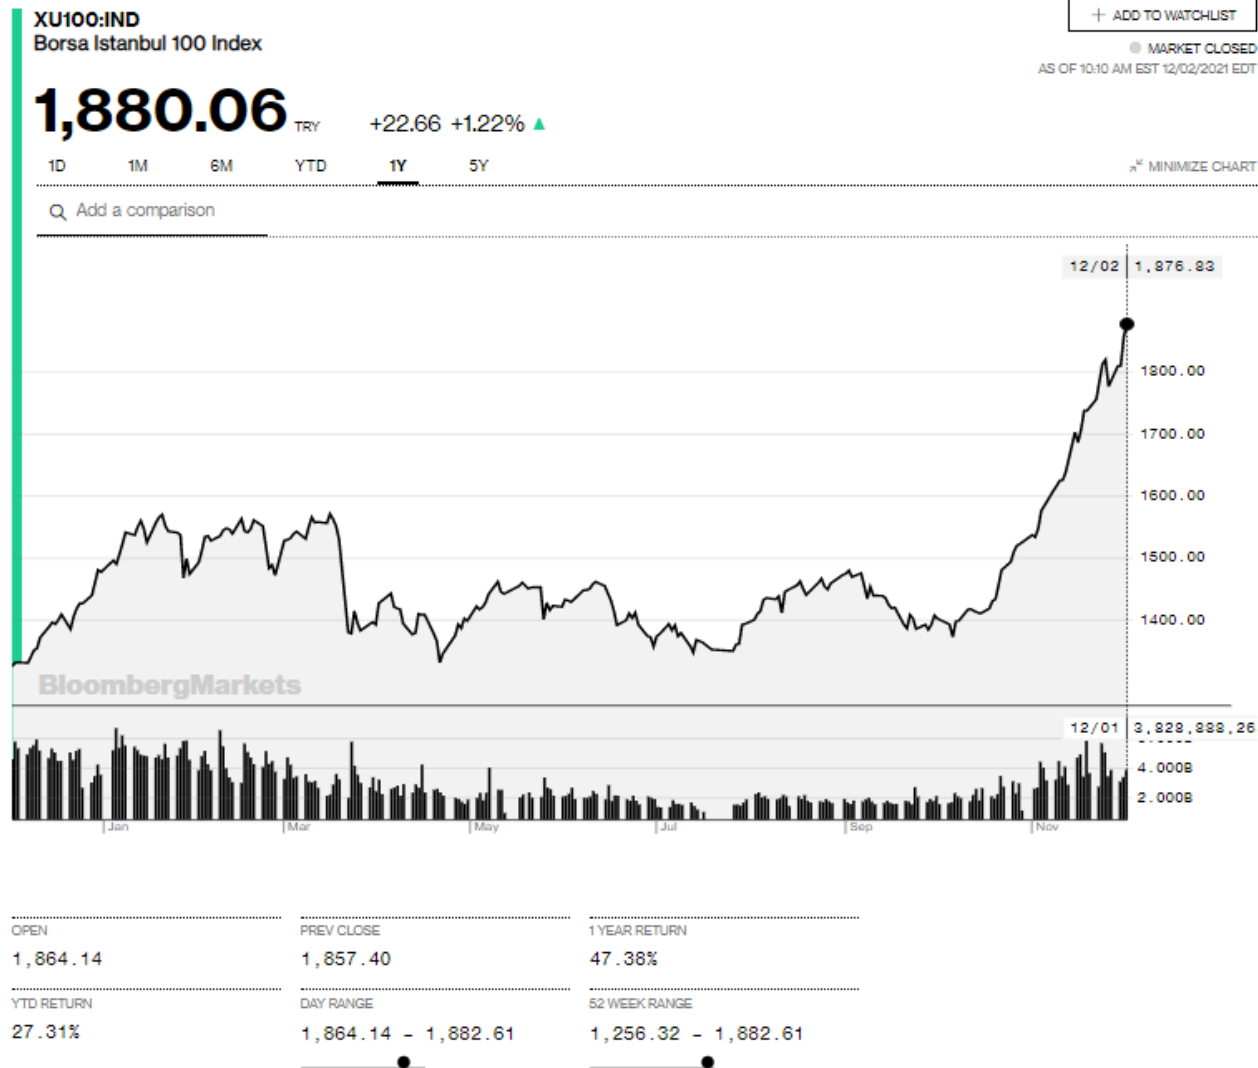 XU100:IND
Borsa Istanbul 100 Index
+ ADD TO WATCHLIST
MARKET CLOSED
AS OF 10:10 AM EST 12/02/2021 EDT
1,880.06 TRY +22.66 +1.22%
1D 1M 6M YTD 1Y 5Y
MINIMIZE CHART
Add a comparison
12/02 1,876.83
1800.00
1700.00
1600.00
1500.00
1400.00
BloombergMarkets
12/01 3,828,888,26
4.000B
2.000B
Jan Mar May Jul Sep Nov
OPEN PREV CLOSE 1 YEAR RETURN
1,864.14 1,857.40 47.38%
YTD RETURN DAY RANGE 52 WEEK RANGE
27.31% 1,864.14 – 1,882.61 1,256.32 – 1,882.61